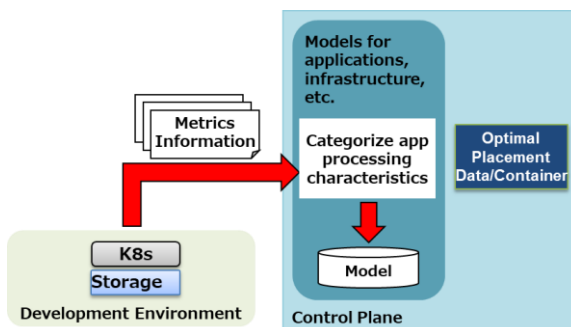 Models for
applications,
infrastructure,
etc.
Metrics
Information
Categorize app
processing
characteristics
Optimal
Placement
Data/Container
K8s
Storage
Model
Development Environment
Control Plane